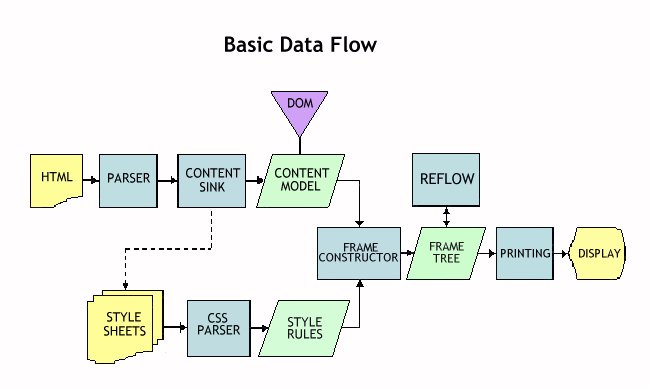 Basic Data Flow
DOM
HTML
PARSER
CONTENT
SINK
CONTENT
MODEL
REFLOW
FRAME
CONSTRUCTOR
FRAME
TREE
PRINTING
DISPLAY
STYLE
SHEETS
CSS
PARSER
STYLE
RULES